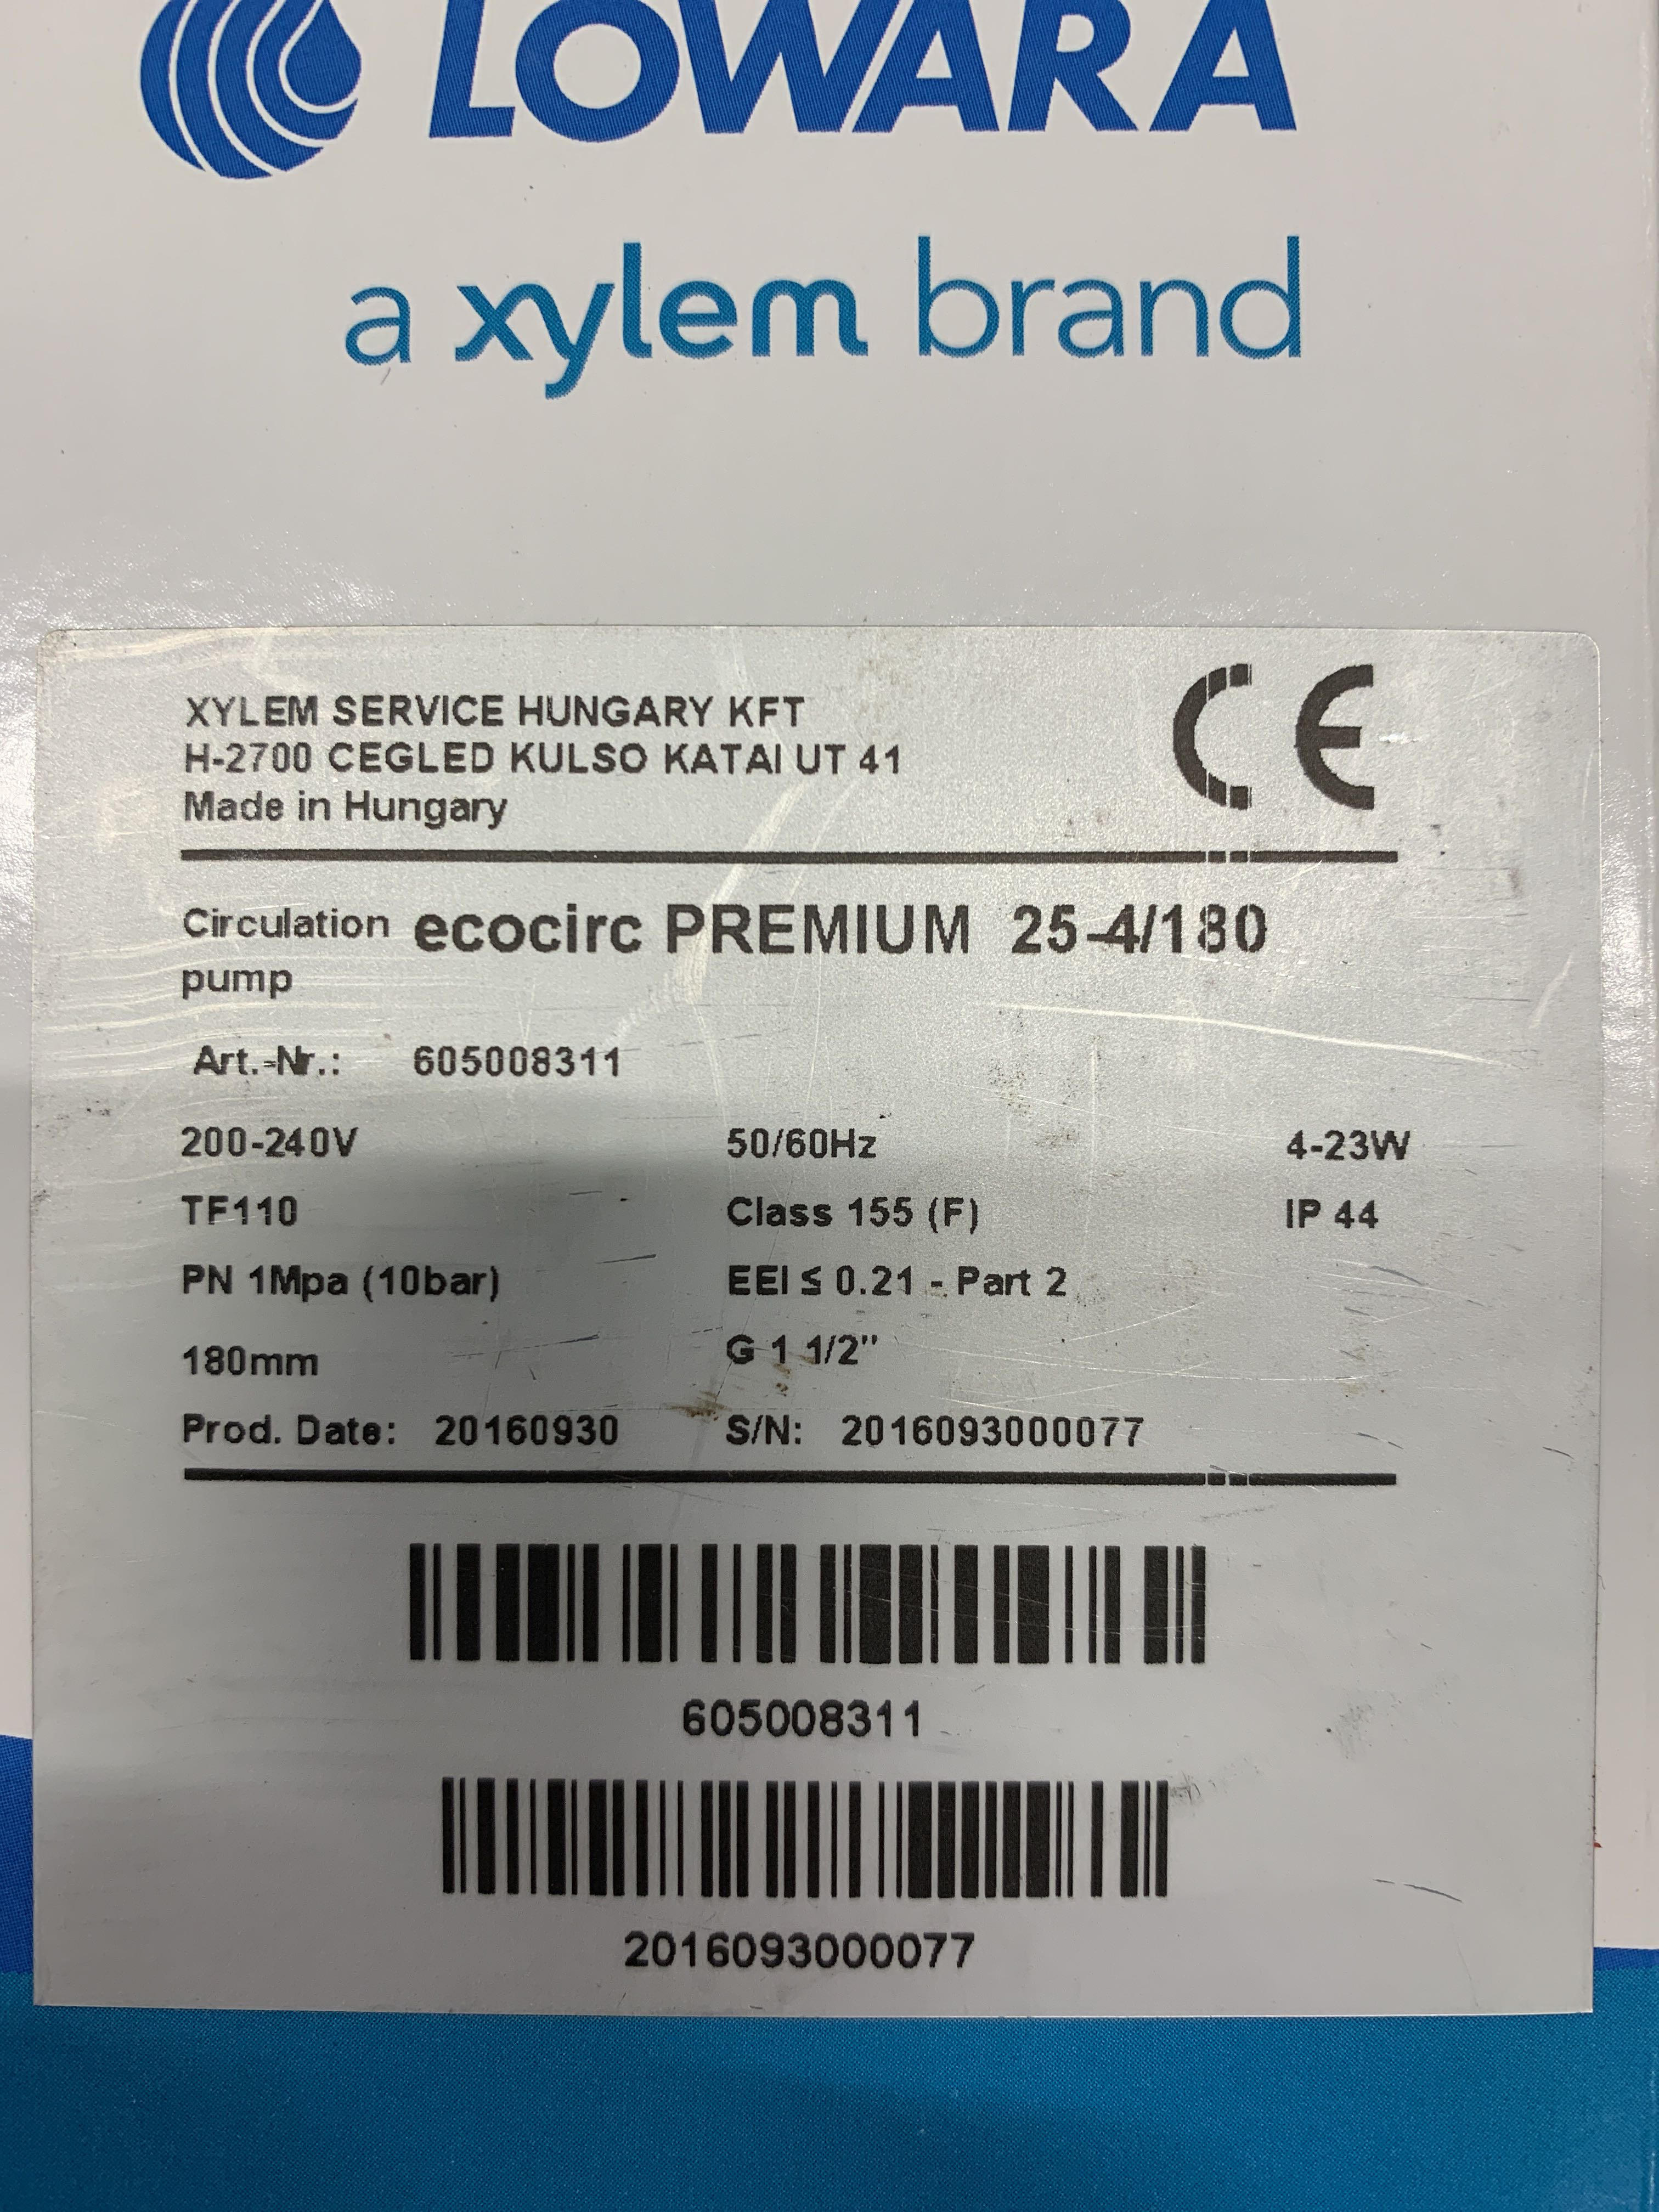 LOWARA
a xylem brand
XYLEM SERVICE HUNGARY KFT
H-2700 CEGLED KULSO KATAI UT 41
Made in Hungary
CE
Circulation pump ecocirc PREMIUM 25-4/180
Art.-Nr.: 605008311
200-240V 50/60Hz 4-23W
TF110 Class 155 (F) IP 44
PN 1Mpa (10bar) EEI ≤ 0.21 - Part 2
180mm G 1 1/2"
Prod. Date: 20160930 S/N: 2016093000077
605008311
2016093000077